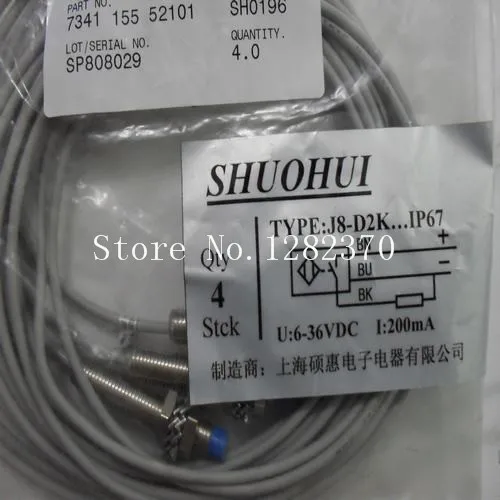 PART NO.
7341 155 52101 SH0196
LOT/SERIAL NO. QUANTITY.
SP808029 4.0
SHUOHUI
TYPE:J8-D2K...IP67
Qty
4
Stck
BN +
BU −
BK
U:6-36VDC I:200mA
制造商：上海硕惠电子电器有限公司
Store No.: 1282370